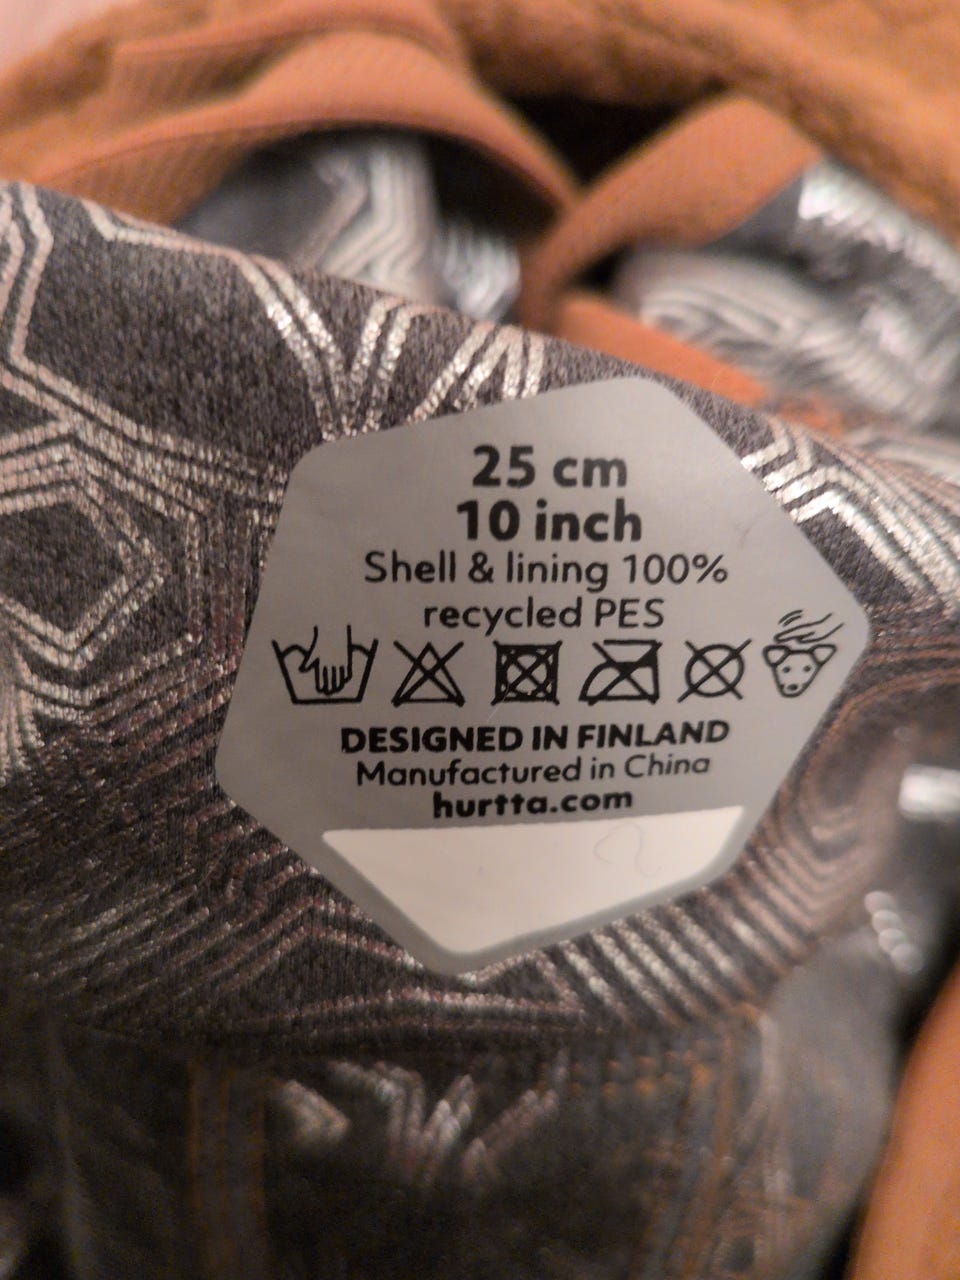 25 cm
10 inch
Shell & lining 100%
recycled PES
DESIGNED IN FINLAND
Manufactured in China
hurtta.com